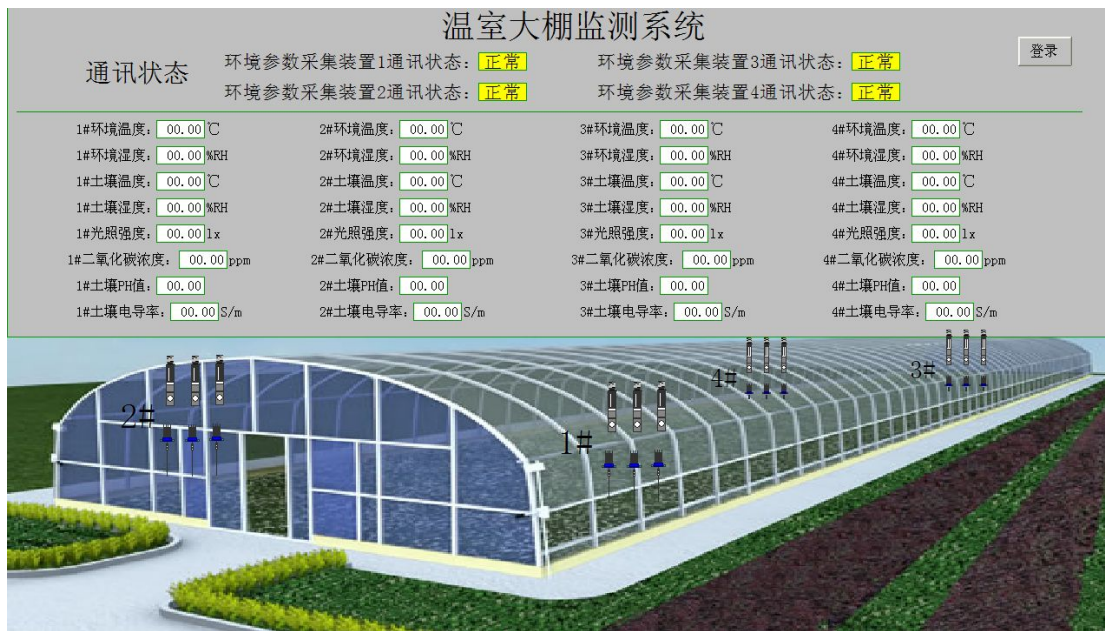 温室大棚监测系统
登录
通讯状态
环境参数采集装置1通讯状态：正常 环境参数采集装置3通讯状态：正常
环境参数采集装置2通讯状态：正常 环境参数采集装置4通讯状态：正常
1#环境温度：00.00℃ 2#环境温度：00.00℃ 3#环境温度：00.00℃ 4#环境温度：00.00℃
1#环境湿度：00.00%RH 2#环境湿度：00.00%RH 3#环境湿度：00.00%RH 4#环境湿度：00.00%RH
1#土壤温度：00.00℃ 2#土壤温度：00.00℃ 3#土壤温度：00.00℃ 4#土壤温度：00.00℃
1#土壤湿度：00.00%RH 2#土壤湿度：00.00%RH 3#土壤湿度：00.00%RH 4#土壤湿度：00.00%RH
1#光照强度：00.00lx 2#光照强度：00.00lx 3#光照强度：00.00lx 4#光照强度：00.00lx
1#二氧化碳浓度：00.00ppm 2#二氧化碳浓度：00.00ppm 3#二氧化碳浓度：00.00ppm 4#二氧化碳浓度：00.00ppm
1#土壤PH值：00.00 2#土壤PH值：00.00 3#土壤PH值：00.00 4#土壤PH值：00.00
1#土壤电导率：00.00S/m 2#土壤电导率：00.00S/m 3#土壤电导率：00.00S/m 4#土壤电导率：00.00S/m
4# 3#
2#
1#